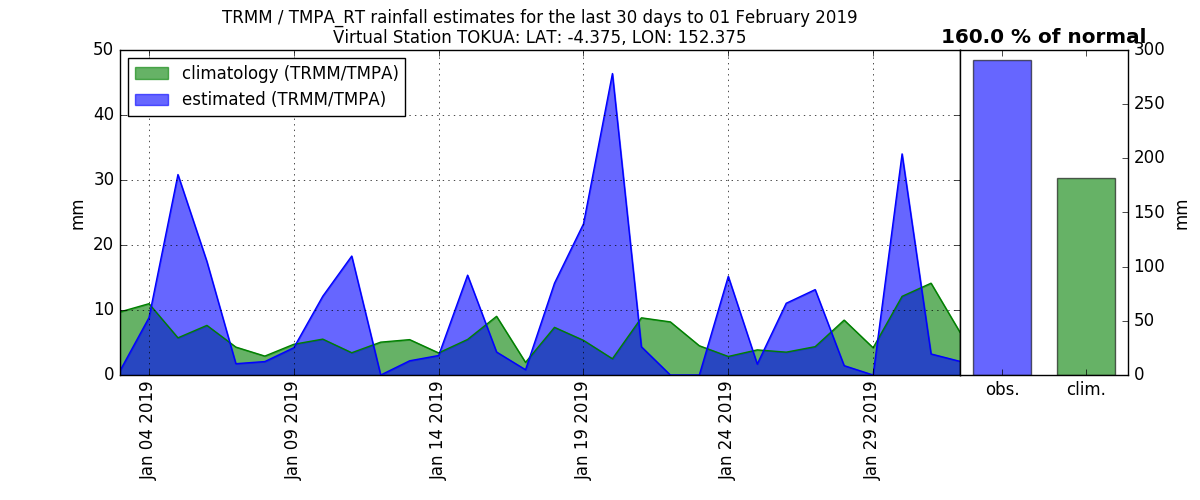 TRMM / TMPA_RT rainfall estimates for the last 30 days to 01 February 2019
Virtual Station TOKUA: LAT: -4.375, LON: 152.375
160.0 % of normal
climatology (TRMM/TMPA)
estimated (TRMM/TMPA)
50
40
30
20
10
0
mm
Jan 04 2019
Jan 09 2019
Jan 14 2019
Jan 19 2019
Jan 24 2019
Jan 29 2019
obs.
clim.
300
250
200
150
100
50
0
mm